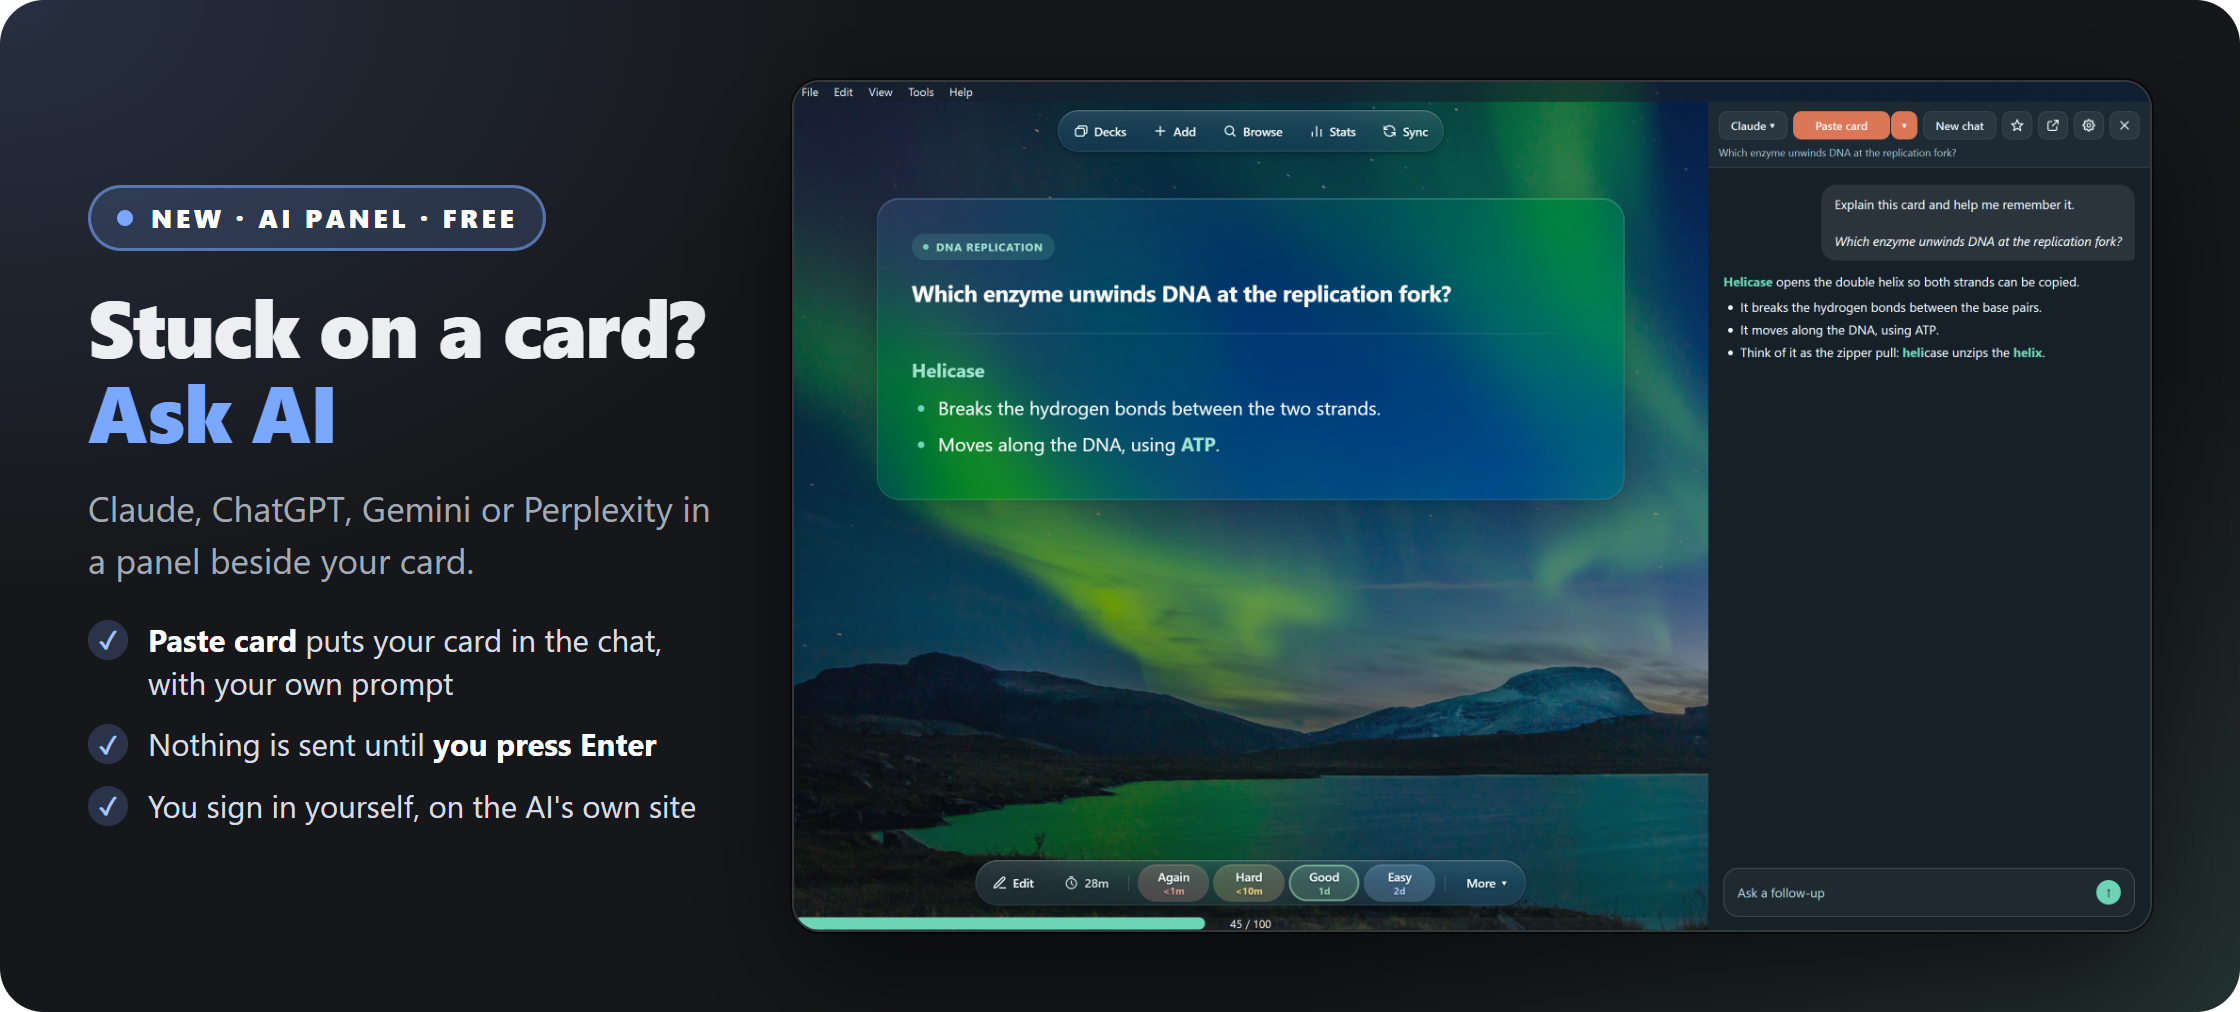 NEW · AI PANEL · FREE
Stuck on a card?
Ask AI
Claude, ChatGPT, Gemini or Perplexity in
a panel beside your card.
✓ Paste card puts your card in the chat,
with your own prompt
✓ Nothing is sent until you press Enter
✓ You sign in yourself, on the AI's own site
File Edit View Tools Help
Decks Add Browse Stats Sync
DNA REPLICATION
Which enzyme unwinds DNA at the replication fork?
Helicase
• Breaks the hydrogen bonds between the two strands.
• Moves along the DNA, using ATP.
Edit 28m Again Hard Good Easy More ▾
<1m <10m 1d 2d
45 / 100
Claude ▾ Paste card ▾ New chat
Which enzyme unwinds DNA at the replication fork?
Explain this card and help me remember it.
Which enzyme unwinds DNA at the replication fork?
Helicase opens the double helix so both strands can be copied.
• It breaks the hydrogen bonds between the base pairs.
• It moves along the DNA, using ATP.
• Think of it as the zipper pull: helicase unzips the helix.
Ask a follow-up